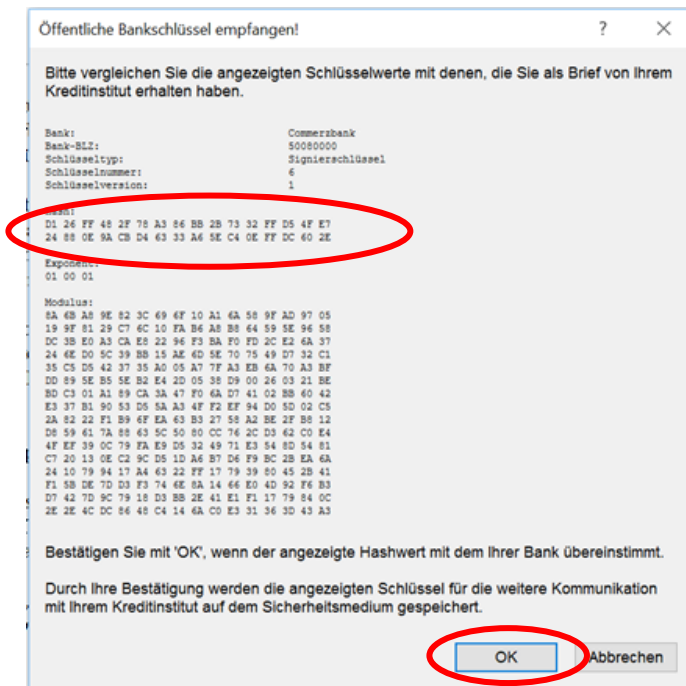 Öffentliche Bankschlüssel empfangen!
Bitte vergleichen Sie die angezeigten Schlüsselwerte mit denen, die Sie als Brief von Ihrem
Kreditinstitut erhalten haben.
Bank: Commerzbank
Bank-BLZ: 50080000
Schlüsseltyp: Signierschlüssel
Schlüsselnummer: 6
Schlüsselversion: 1
Hash:
D1 26 FF 48 2F 78 A3 86 BB 2B 73 32 FF D5 4F E7
24 88 0E 9A CB D4 63 33 A6 5E C4 0E FF DC 60 2E
Exponent:
01 00 01
Modulus:
8A 6B A8 9E 82 3C 69 6F 10 A1 6A 58 9F AD 97 05
19 9F 81 29 C7 6C 10 FA B6 A8 B8 64 59 5E 96 58
DC 3B E0 A3 CA E8 22 96 F3 BA F0 FD 2C E2 6A 37
24 6E D0 5C 39 BB 15 AE 6D 5E 70 75 49 D7 32 C1
35 C5 D5 42 37 35 A0 05 A7 7F A3 EB 6A 70 A3 BF
DD 89 5E B5 5E B2 E4 2D 05 38 D9 00 26 03 21 BE
BD C3 01 A1 89 CA 3A 47 F0 6A D7 41 02 BB 60 42
E3 37 B1 90 53 D5 5A A3 4F F2 EF 94 D0 5D 02 C5
2A 82 22 F1 B9 6F EA 63 B3 27 58 A2 BE 2F B8 12
D8 59 61 7A 88 63 5C 50 80 CC 76 2C D3 62 C0 E4
4F EF 39 0C 79 FA E9 D5 32 49 71 E3 54 8D 54 81
C7 20 13 0E C2 9C D5 1D A6 B7 D6 F9 BC 2B EA 6A
24 10 79 94 17 A4 63 22 FF 17 79 39 80 45 2B 41
F1 5B DE 7D D3 F3 74 6E 8A 14 66 E0 4D 92 F6 B3
D7 42 7D 9C 79 18 D3 BB 2E 41 E1 F1 17 79 84 0C
2E 2E 4C DC 86 48 C4 14 6A C0 E3 31 36 3D 43 A3
Bestätigen Sie mit 'OK', wenn der angezeigte Hashwert mit dem Ihrer Bank übereinstimmt.
Durch Ihre Bestätigung werden die angezeigten Schlüssel für die weitere Kommunikation
mit Ihrem Kreditinstitut auf dem Sicherheitsmedium gespeichert.
OK Abbrechen